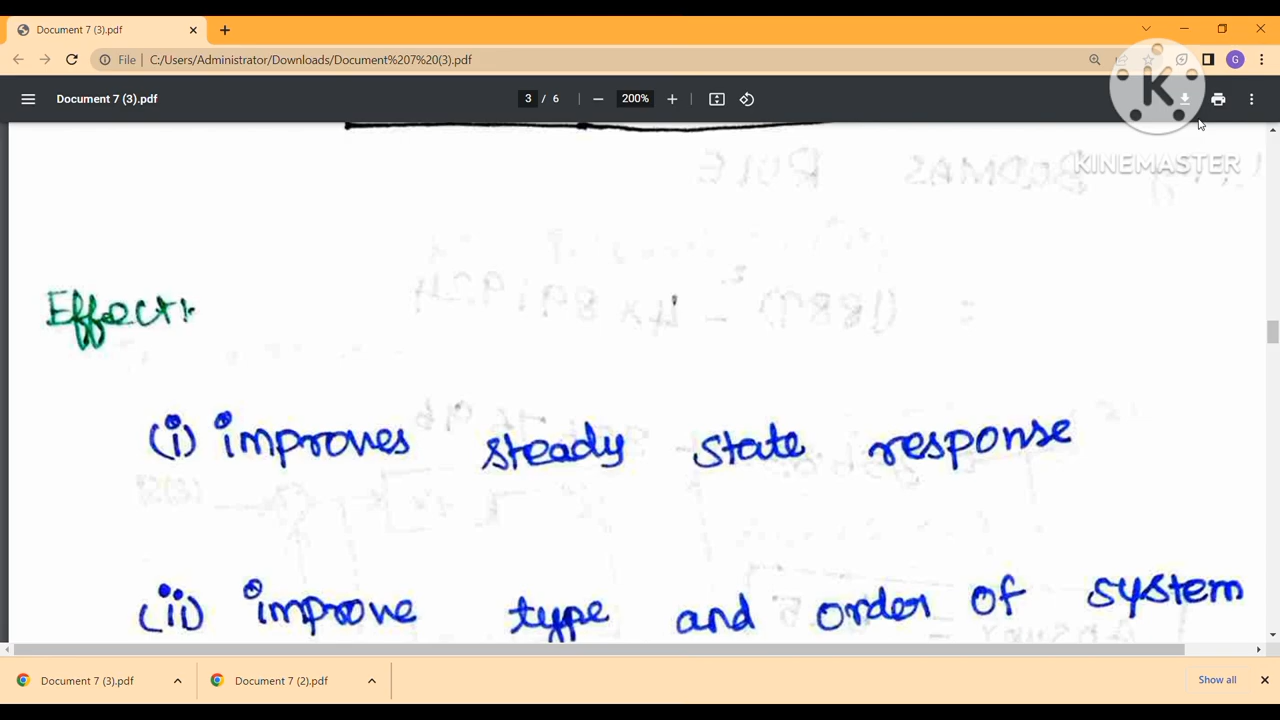 Document 7 (3).pdf
File
C:/Users/Administrator/Downloads/Document%207%20(3).pdf
G
Document 7 (3).pdf
3 / 6
200%
K
KINEMASTER
BODMAS RULE
Effect:
(i) improves steady state response
(ii) improve type and order of system
Document 7 (3).pdf
Document 7 (2).pdf
Show all